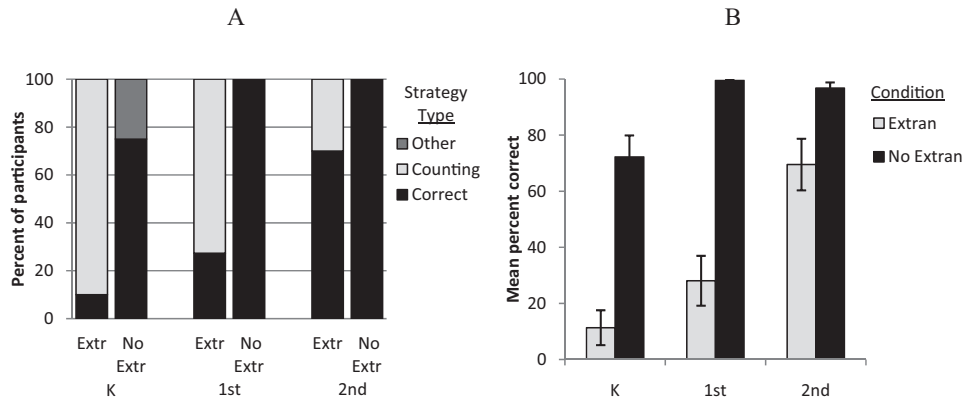 A
100
80
60
40
20
0
Percent of participants
Extr
No
Extr
Extr
No
Extr
Extr
No
Extr
K
1st
2nd
Strategy
Type
Other
Counting
Correct
B
100
80
60
40
20
0
Mean percent correct
K
1st
2nd
Condition
Extran
No Extran